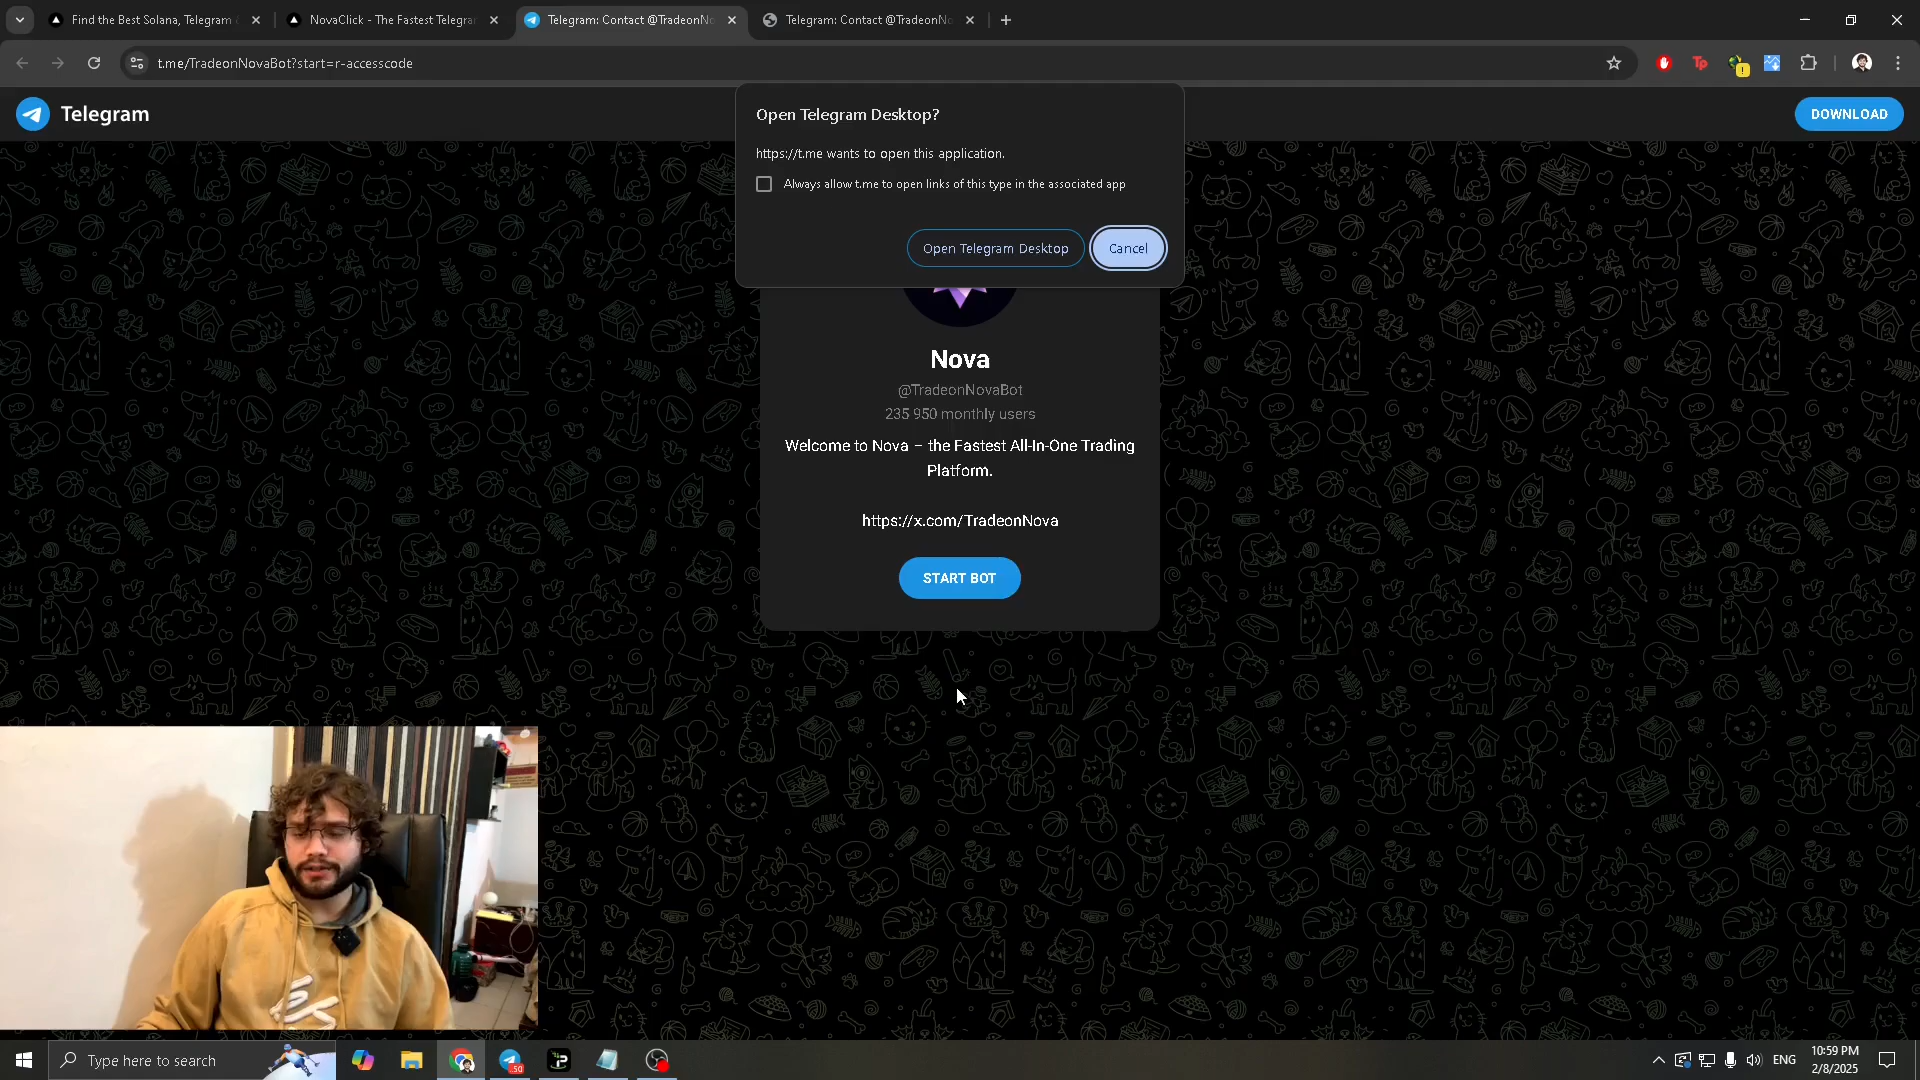 Find the Best Solana, Telegram
NovaClick - The Fastest Telegra
Telegram: Contact @TradeonNo
Telegram: Contact @TradeonNo
t.me/TradeonNovaBot?start=r-accesscode
Telegram
DOWNLOAD
Open Telegram Desktop?
https://t.me wants to open this application.
Always allow t.me to open links of this type in the associated app
Open Telegram Desktop
Cancel
Nova
@TradeonNovaBot
235 950 monthly users
Welcome to Nova – the Fastest All-In-One Trading
Platform.
https://x.com/TradeonNova
START BOT
Type here to search
ENG
10:59 PM
2/8/2025